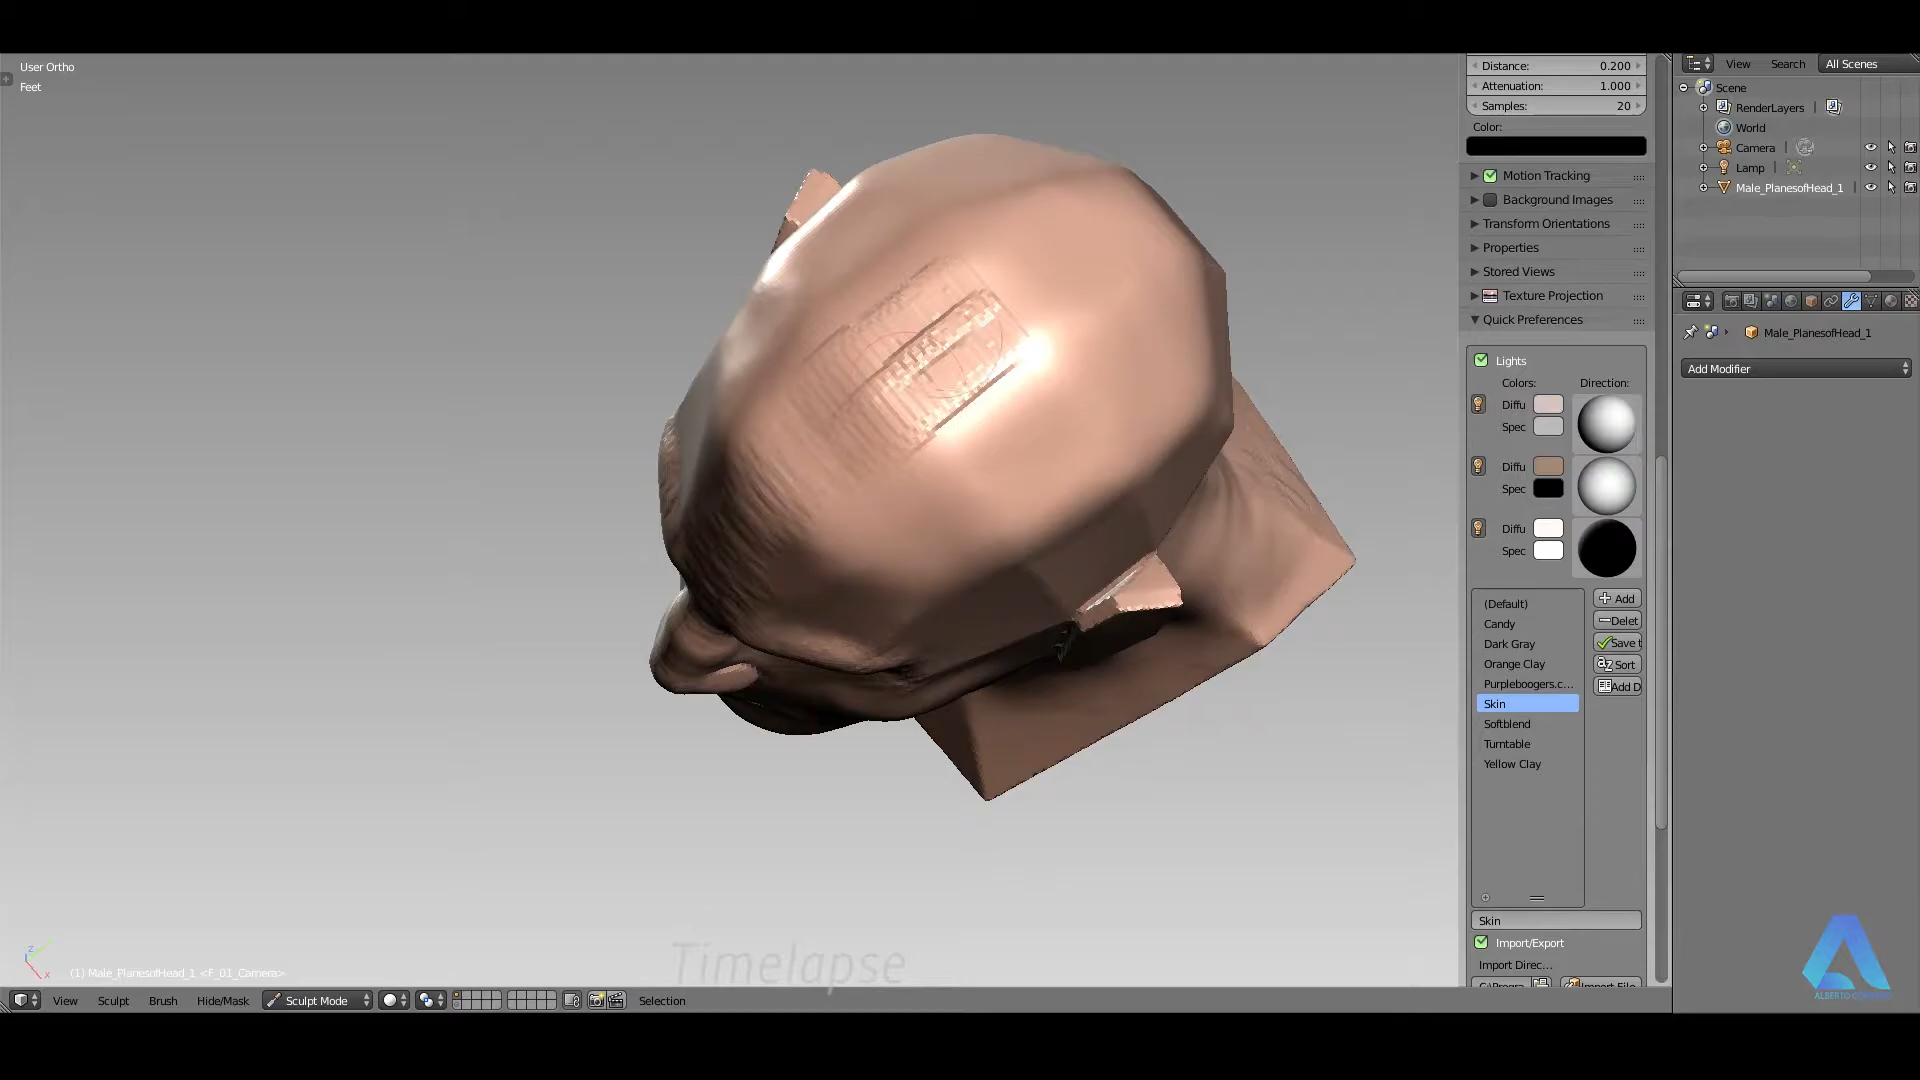 User Ortho
Feet
(1) Male_PlanesofHead_1 <F_01_Camera>
Timelapse
View Sculpt Brush Hide/Mask Sculpt Mode Selection
Distance: 0.200
Attenuation: 1.000
Samples: 20
Color:
Motion Tracking
Background Images
Transform Orientations
Properties
Stored Views
Texture Projection
Quick Preferences
Lights
Colors: Direction:
Diffu
Spec
Diffu
Spec
Diffu
Spec
(Default)
Candy
Dark Gray
Orange Clay
Purpleboogers.c...
Skin
Softblend
Turntable
Yellow Clay
Add
Delet
Save t
Sort
Add D
Skin
Import/Export
Import Direc...
View Search All Scenes
Scene
RenderLayers
World
Camera
Lamp
Male_PlanesofHead_1
Male_PlanesofHead_1
Add Modifier
ALBERTO